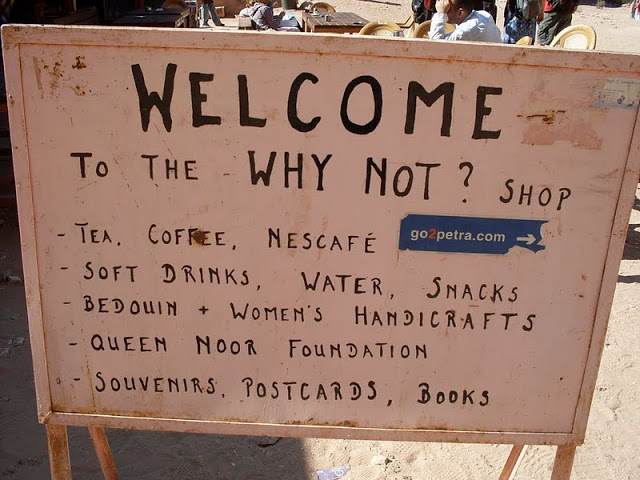 WELCOME
TO THE WHY NOT? SHOP
- TEA, COFFEE, NESCAFÉ
go2petra.com
- SOFT DRINKS, WATER, SNACKS
- BEDOUIN + WOMEN'S HANDICRAFTS
- QUEEN NOOR FOUNDATION
- SOUVENIRS, POSTCARDS, BOOKS